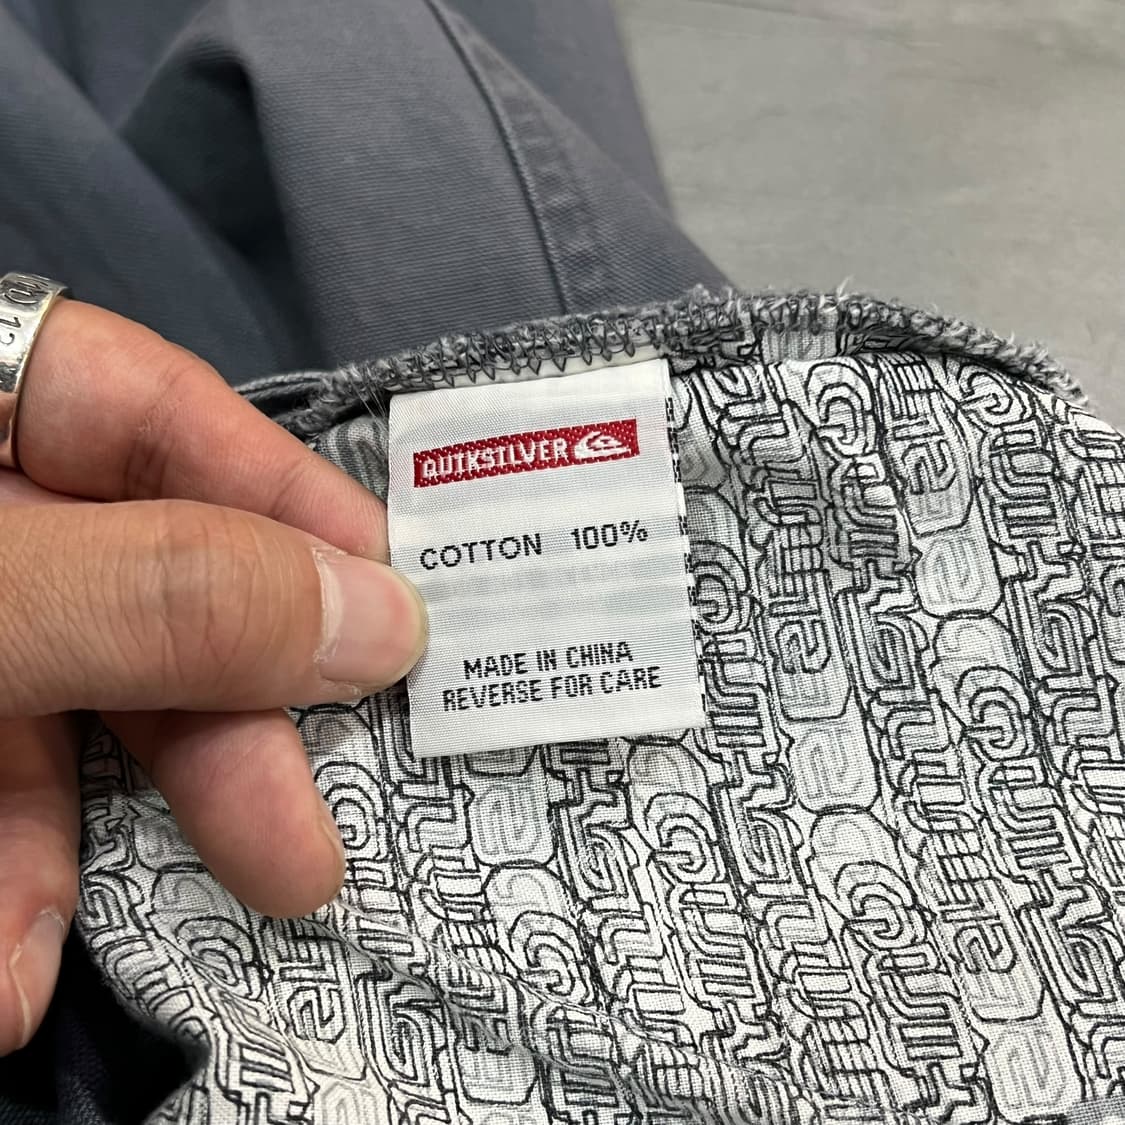 QUIKSILVER
COTTON 100%
MADE IN CHINA
REVERSE FOR CARE